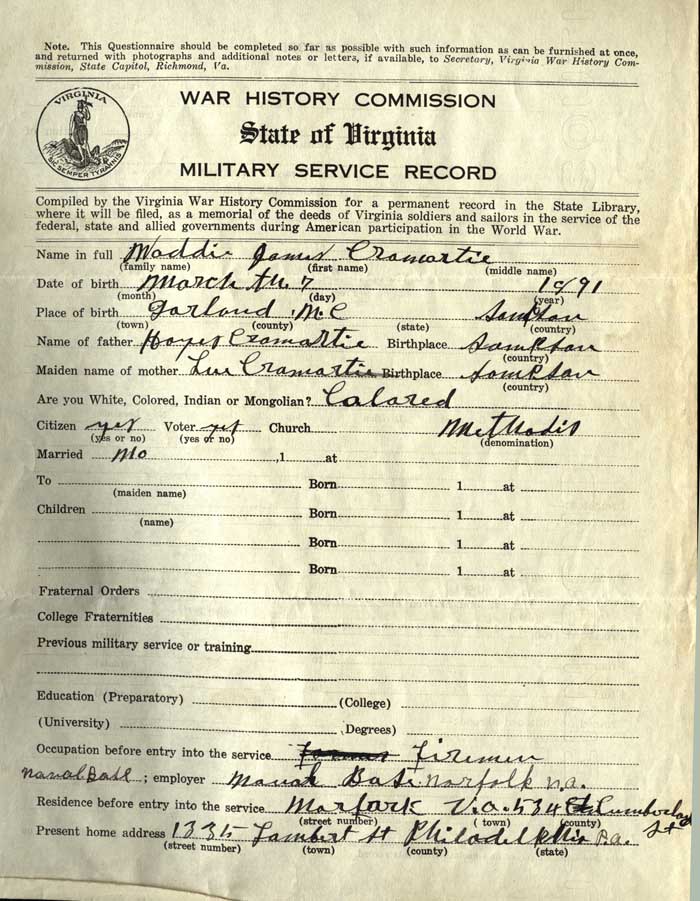 Note. This Questionnaire should be completed so far as possible with such information as can be furnished at once,
and returned with photographs and additional notes or letters, if available, to Secretary, Virginia War History Com-
mission, State Capitol, Richmond, Va.
VIRGINIA
SIC SEMPER TYRANNIS
WAR HISTORY COMMISSION
State of Virginia
MILITARY SERVICE RECORD
Compiled by the Virginia War History Commission for a permanent record in the State Library,
where it will be filed, as a memorial of the deeds of Virginia soldiers and sailors in the service of the
federal, state and allied governments during American participation in the World War.
Name in full Waddie James Cromartie
(family name) (first name) (middle name)
Date of birth March th 7 1891
(month) (day) (year)
Place of birth Garland N.C Sampson
(town) (county) (state) (country)
Name of father Hayes Cromartie Birthplace Sampson
(country)
Maiden name of mother Cromartie Birthplace Sampson
(country)
Are you White, Colored, Indian or Mongolian? Colored
Citizen yes Voter yet Church Methodis
(yes or no) (yes or no) (denomination)
Married No ,1 at
To Born 1 at
(maiden name)
Children Born 1 at
(name)
Born 1 at
Born 1 at
Fraternal Orders
College Fraternities
Previous military service or training
Education (Preparatory) (College)
(University) Degrees)
Occupation before entry into the service Firemen
Naval Base ; employer Naval Base Norfolk Va.
Residence before entry into the service Norfork V.a. 534 Cumberland St
(street number) (town) (county)
Present home address 1335 Lambert St Philadelphia Pa.
(street number) (town) (county) (state)